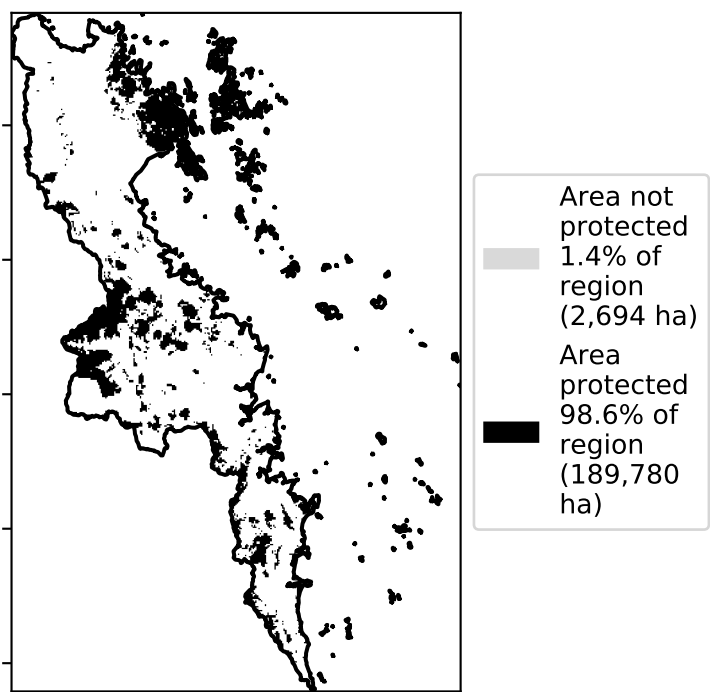 Area not
protected
1.4% of
region
(2,694 ha)
Area
protected
98.6% of
region
(189,780
ha)